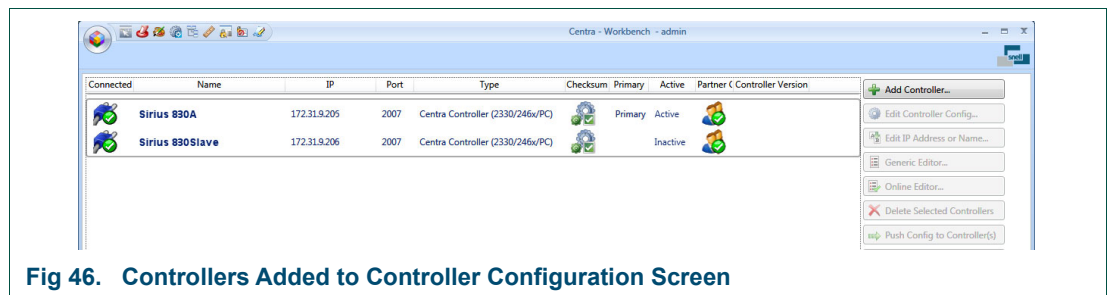 Centra - Workbench - admin
snell
Connected Name IP Port Type Checksum Primary Active Partner ( Controller Version
Sirius 830A 172.31.9.205 2007 Centra Controller (2330/246x/PC) Primary Active
Sirius 830Slave 172.31.9.206 2007 Centra Controller (2330/246x/PC) Inactive
Add Controller...
Edit Controller Config...
Edit IP Address or Name...
Generic Editor...
Online Editor...
Delete Selected Controllers
Push Config to Controller(s)
Fig 46. Controllers Added to Controller Configuration Screen